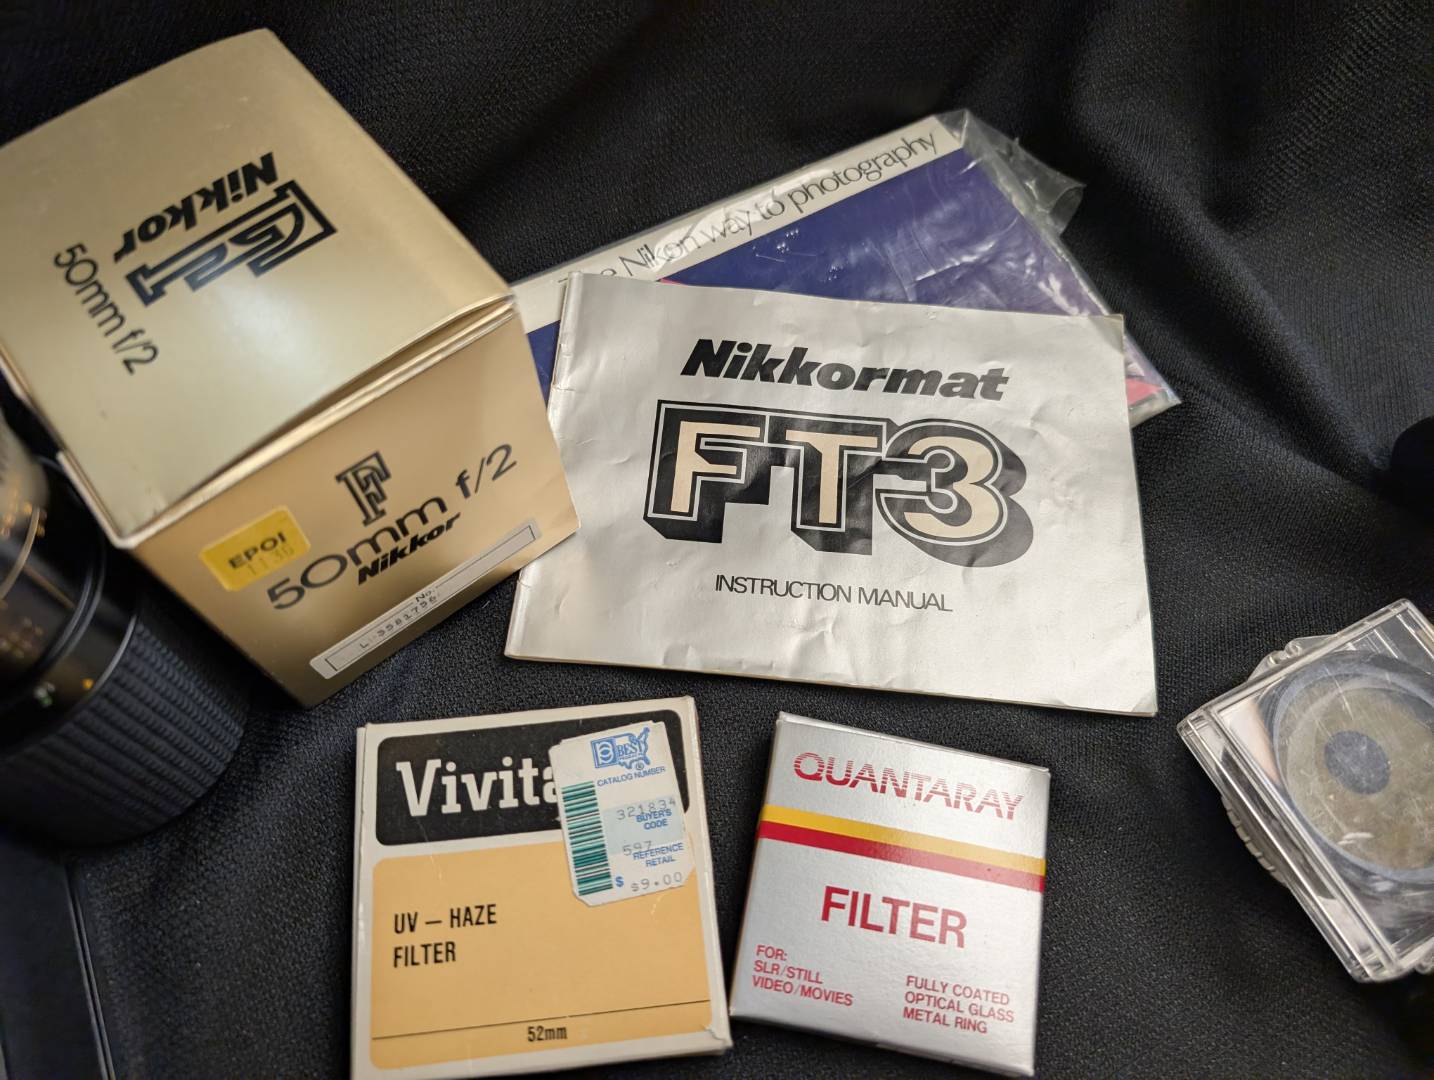 Nikkor
F
50mm f/2
F
50mm f/2
Nikkor
EPOI
1136
No.
L 3581796
Nikon way to photography
Nikkormat
FT3
INSTRUCTION MANUAL
BEST
CATALOG NUMBER
321834
BUYER'S
CODE
597
REFERENCE
RETAIL
$ $9.00
UV – HAZE
FILTER
52mm
QUANTARAY
FILTER
FOR:
SLR/STILL
VIDEO/MOVIES
FULLY COATED
OPTICAL GLASS
METAL RING